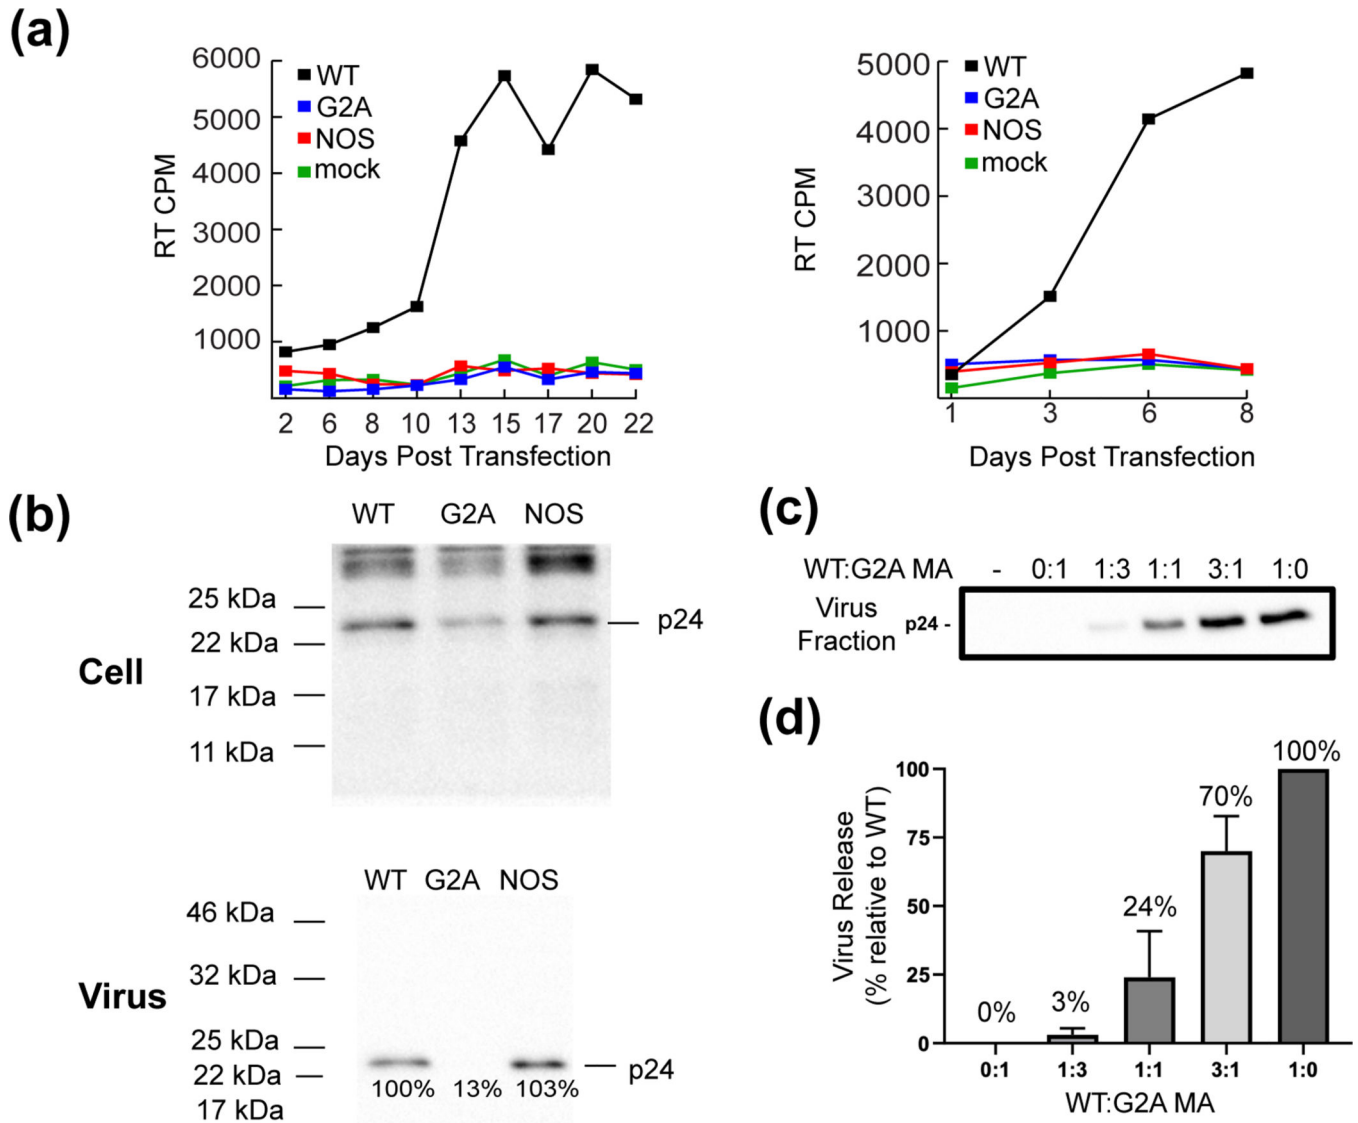 (a)
6000
5000
4000
3000
2000
1000
RT CPM
WT
G2A
NOS
mock
2 6 8 10 13 15 17 20 22
Days Post Transfection
5000
4000
3000
2000
1000
RT CPM
WT
G2A
NOS
mock
1 3 6 8
Days Post Transfection
(b)
WT G2A NOS
25 kDa
22 kDa
17 kDa
11 kDa
p24
Cell
WT G2A NOS
46 kDa
32 kDa
25 kDa
22 kDa
17 kDa
p24
100% 13% 103%
Virus
(c)
WT:G2A MA - 0:1 1:3 1:1 3:1 1:0
Virus
Fraction
p24 -
(d)
Virus Release
(% relative to WT)
100
75
50
25
0
0% 3% 24% 70% 100%
0:1 1:3 1:1 3:1 1:0
WT:G2A MA